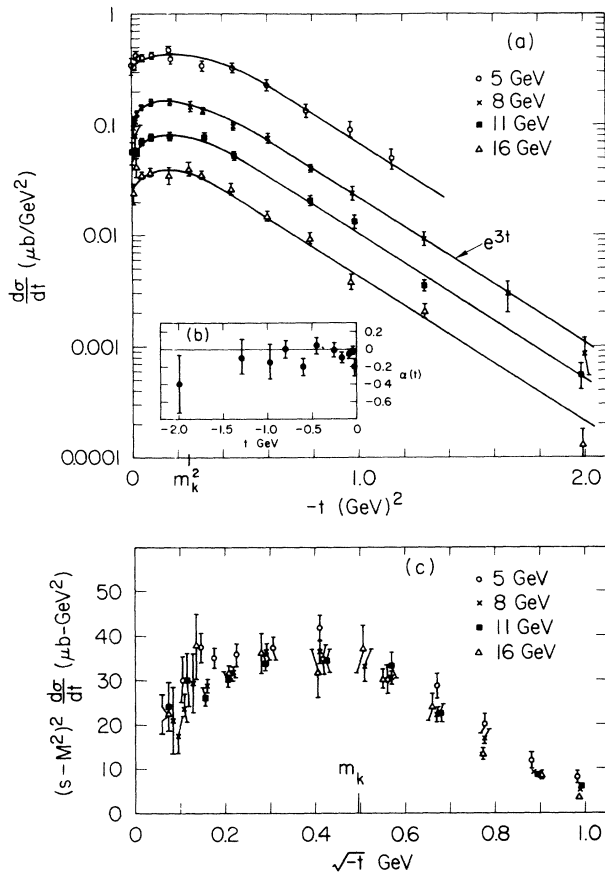 (a)
5 GeV
8 GeV
11 GeV
16 GeV
1
0.1
0.01
0.001
0.0001
dσ/dt (μb/GeV²)
e³ᵗ
(b)
0.2
0
-0.2
-0.4
-0.6
α(t)
-2.0 -1.5 -1.0 -0.5 0
t GeV
0 1.0 2.0
m_k²
-t (GeV)²
(c)
5 GeV
8 GeV
11 GeV
16 GeV
50
40
30
20
10
0
(s-M²)² dσ/dt (μb-GeV²)
m_k
0 0.2 0.4 0.6 0.8 1.0
√-t GeV